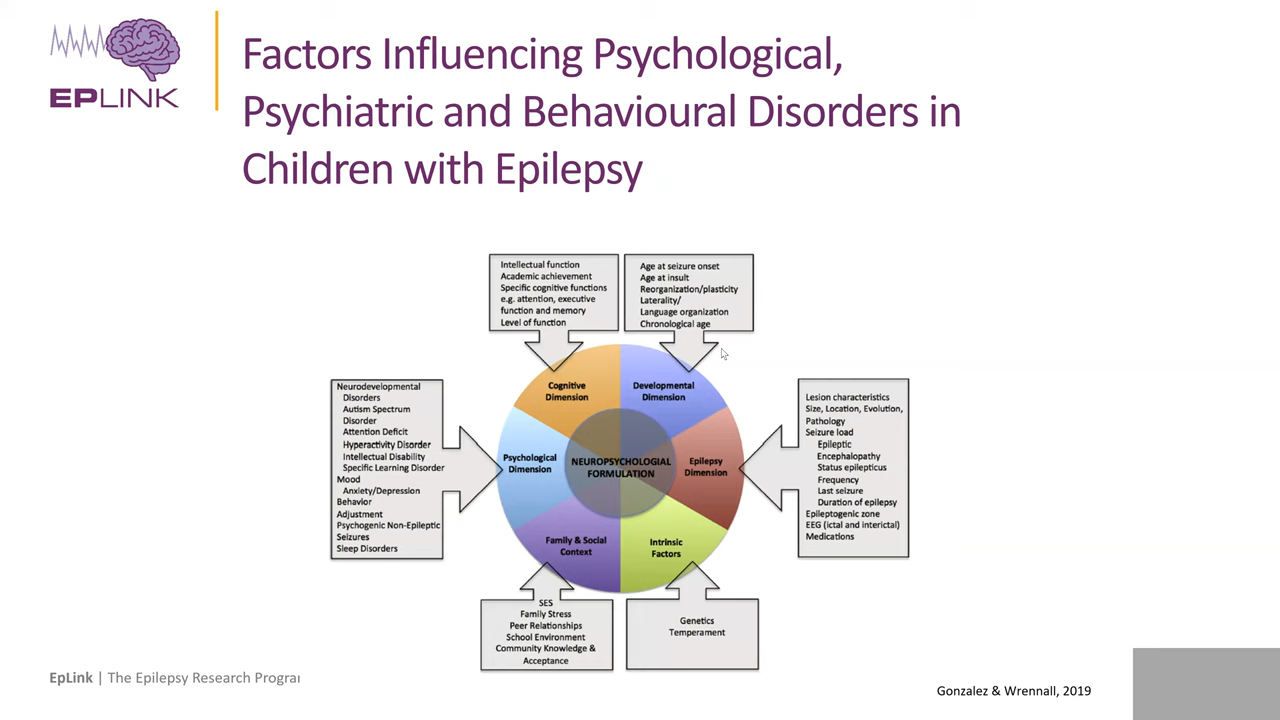 EPLINK
Factors Influencing Psychological,
Psychiatric and Behavioural Disorders in
Children with Epilepsy
Intellectual function
Academic achievement
Specific cognitive functions
e.g. attention, executive
function and memory
Level of function
Age at seizure onset
Age at insult
Reorganization/plasticity
Laterality/
Language organization
Chronological age
Neurodevelopmental
Disorders
Autism Spectrum
Disorder
Attention Deficit
Hyperactivity Disorder
Intellectual Disability
Specific Learning Disorder
Mood
Anxiety/Depression
Behavior
Adjustment
Psychogenic Non-Epileptic
Seizures
Sleep Disorders
Cognitive
Dimension
Developmental
Dimension
Psychological
Dimension
NEUROPSYCHOLOGIAL
FORMULATION
Epilepsy
Dimension
Family & Social
Context
Intrinsic
Factors
Lesion characteristics
Size, Location, Evolution,
Pathology
Seizure load
Epileptic
Encephalopathy
Status epilepticus
Frequency
Last seizure
Duration of epilepsy
Epileptogenic zone
EEG (ictal and interictal)
Medications
SES
Family Stress
Peer Relationships
School Environment
Community Knowledge &
Acceptance
Genetics
Temperament
EpLink | The Epilepsy Research Progra
Gonzalez & Wrennall, 2019